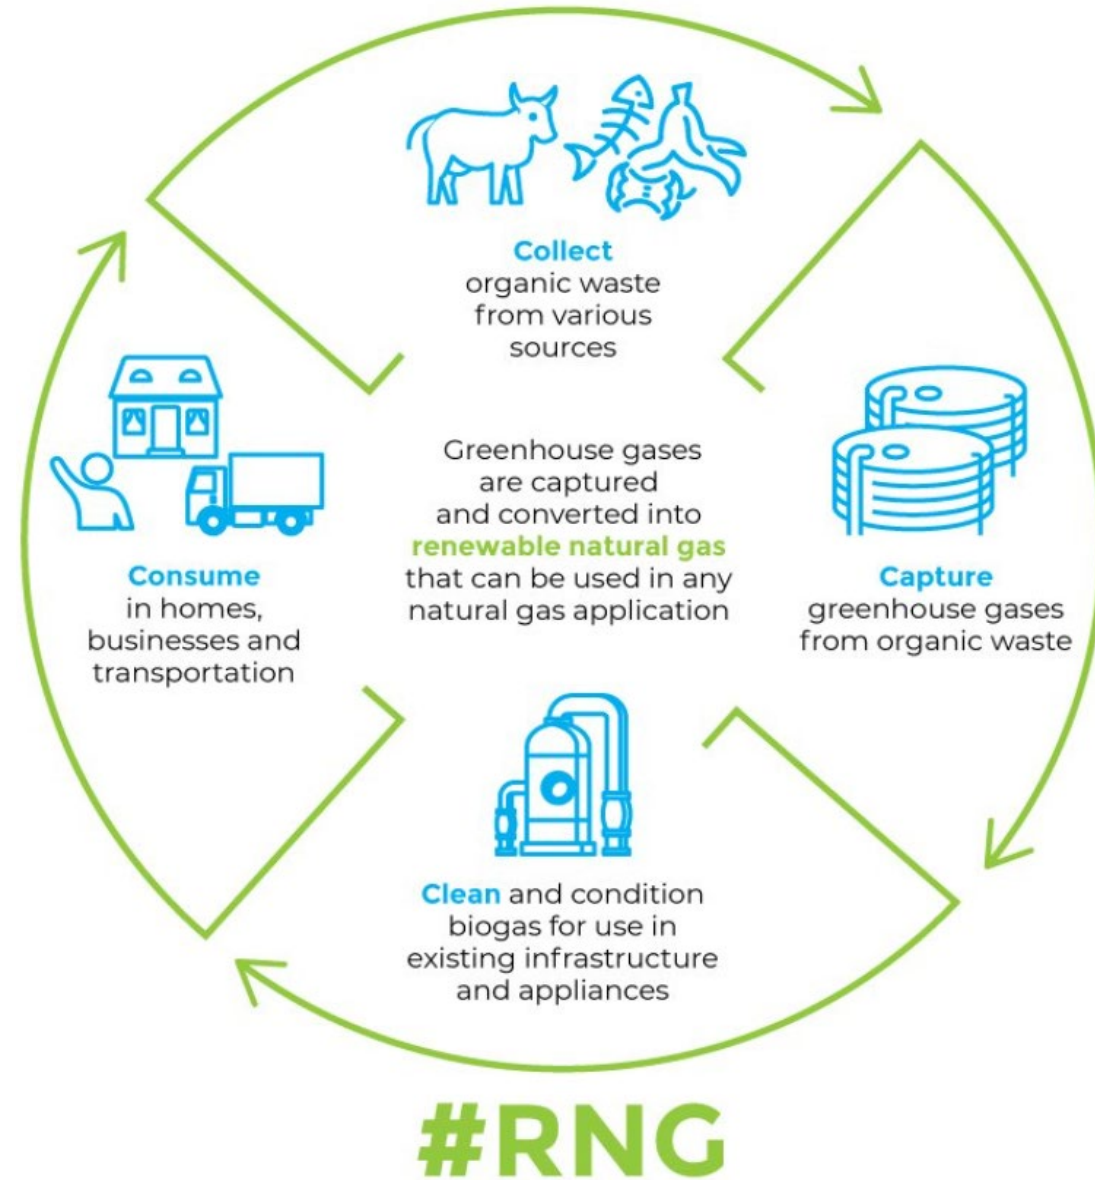 Collect
organic waste
from various
sources
Greenhouse gases
are captured
and converted into
renewable natural gas
that can be used in any
natural gas application
Capture
greenhouse gases
from organic waste
Clean and condition
biogas for use in
existing infrastructure
and appliances
Consume
in homes,
businesses and
transportation
#RNG